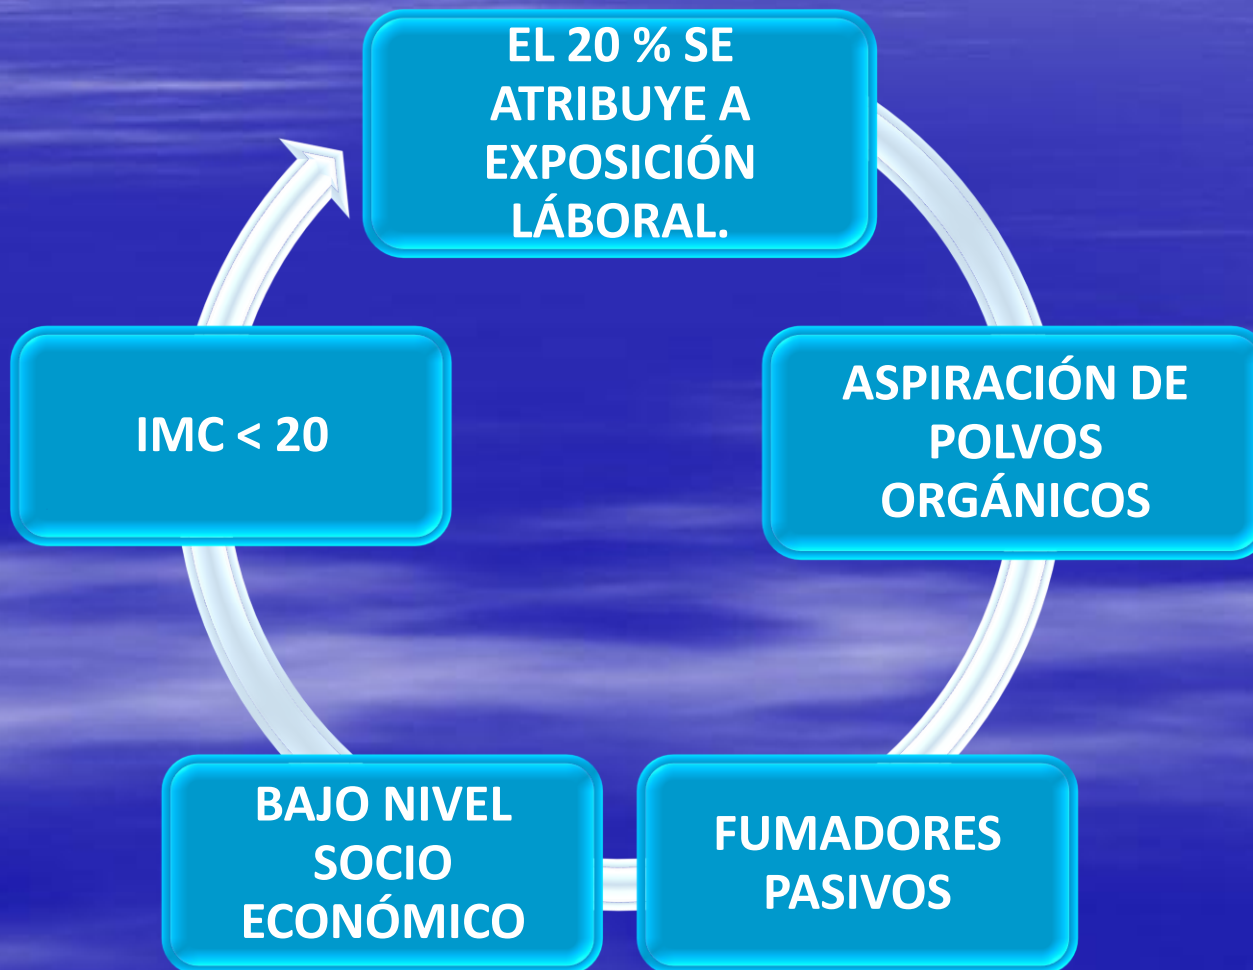 EL 20 % SE
ATRIBUYE A
EXPOSICIÓN
LÁBORAL.
ASPIRACIÓN DE
POLVOS
ORGÁNICOS
FUMADORES
PASIVOS
BAJO NIVEL
SOCIO
ECONÓMICO
IMC < 20